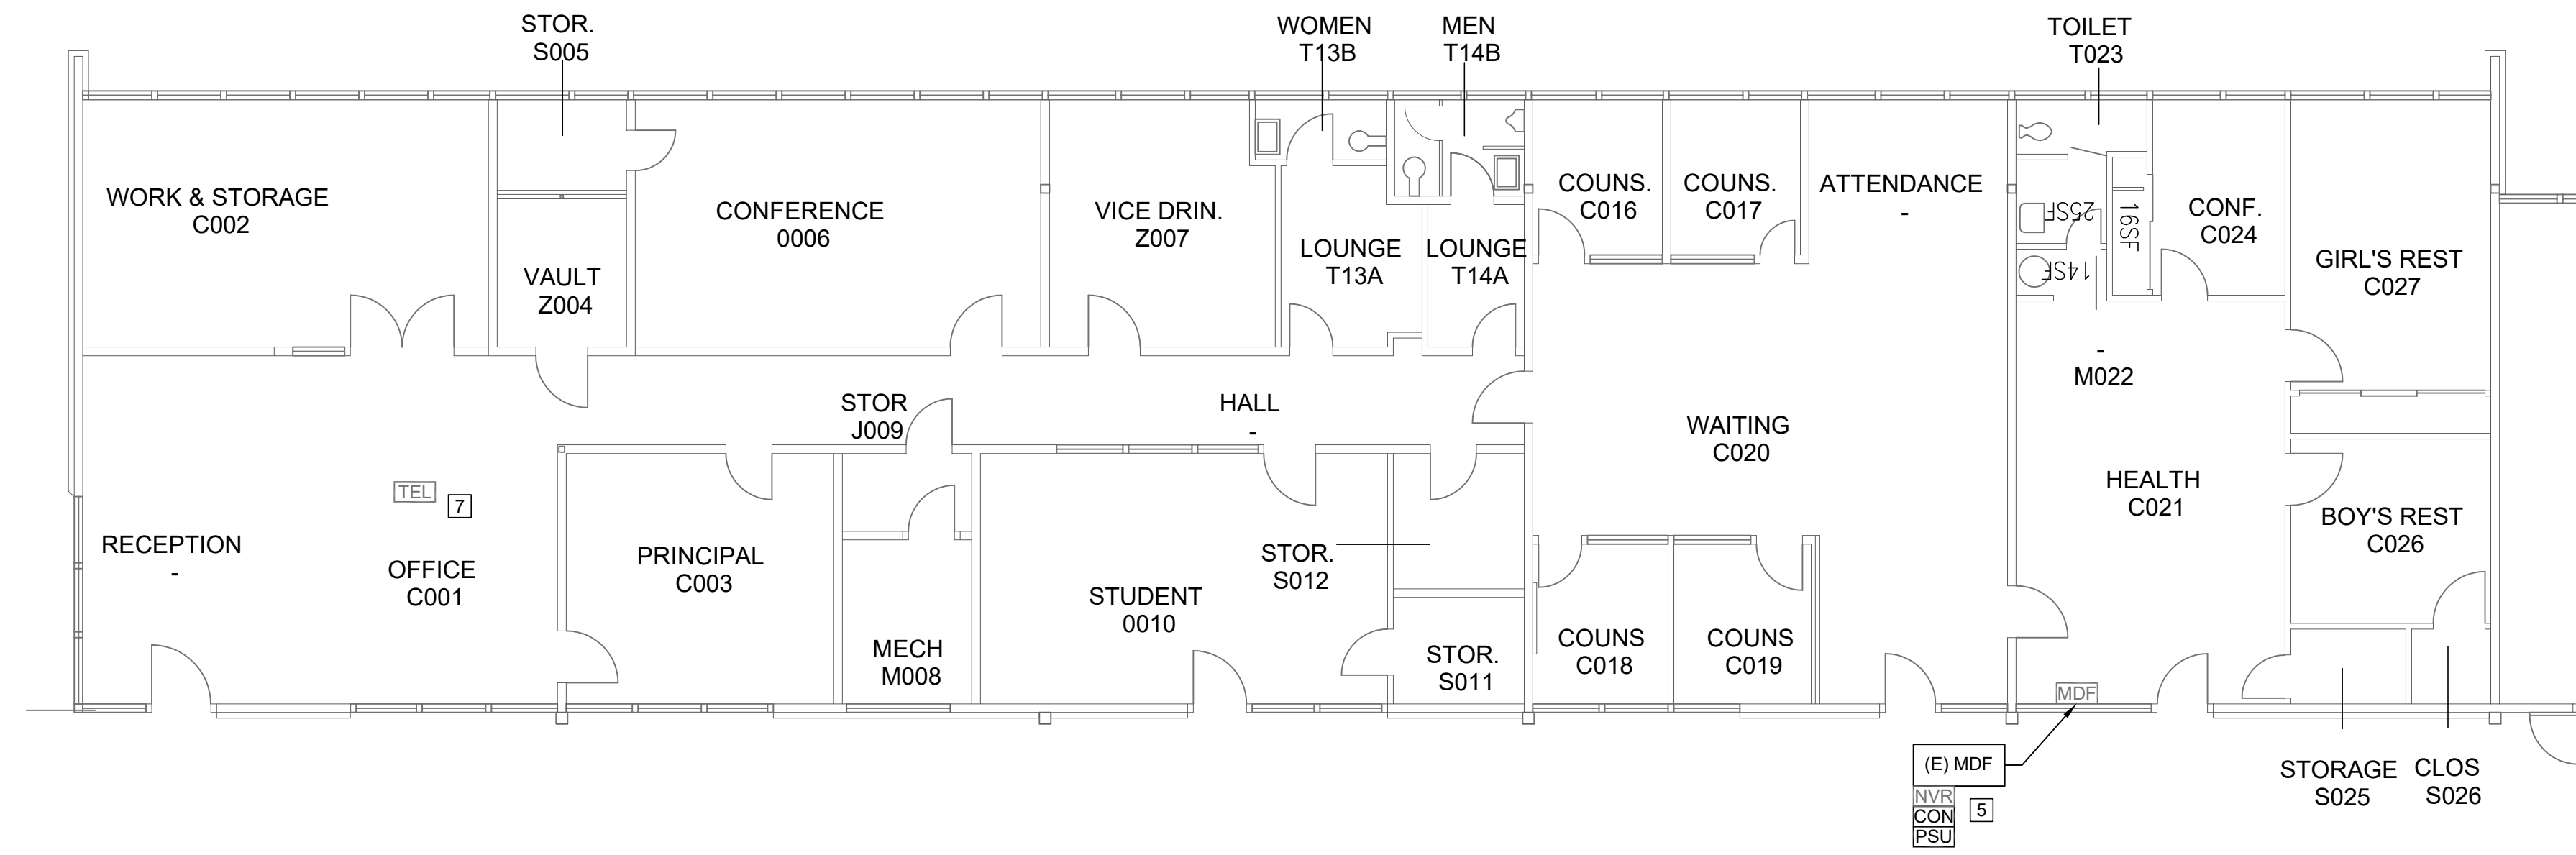 STOR.
S005
WOMEN
T13B
MEN
T14B
TOILET
T023
WORK & STORAGE
C002
VAULT
Z004
CONFERENCE
0006
VICE DRIN.
Z007
LOUNGE
T13A
LOUNGE
T14A
COUNS.
C016
COUNS.
C017
ATTENDANCE
-
25SF
16SF
14SF
CONF.
C024
GIRL'S REST
C027
-
M022
STOR
J009
HALL
-
WAITING
C020
TEL
7
RECEPTION
-
OFFICE
C001
PRINCIPAL
C003
MECH
M008
STUDENT
0010
STOR.
S012
STOR.
S011
COUNS
C018
COUNS
C019
HEALTH
C021
BOY'S REST
C026
MDF
(E) MDF
NVR
CON
PSU
5
STORAGE
S025
CLOS
S026